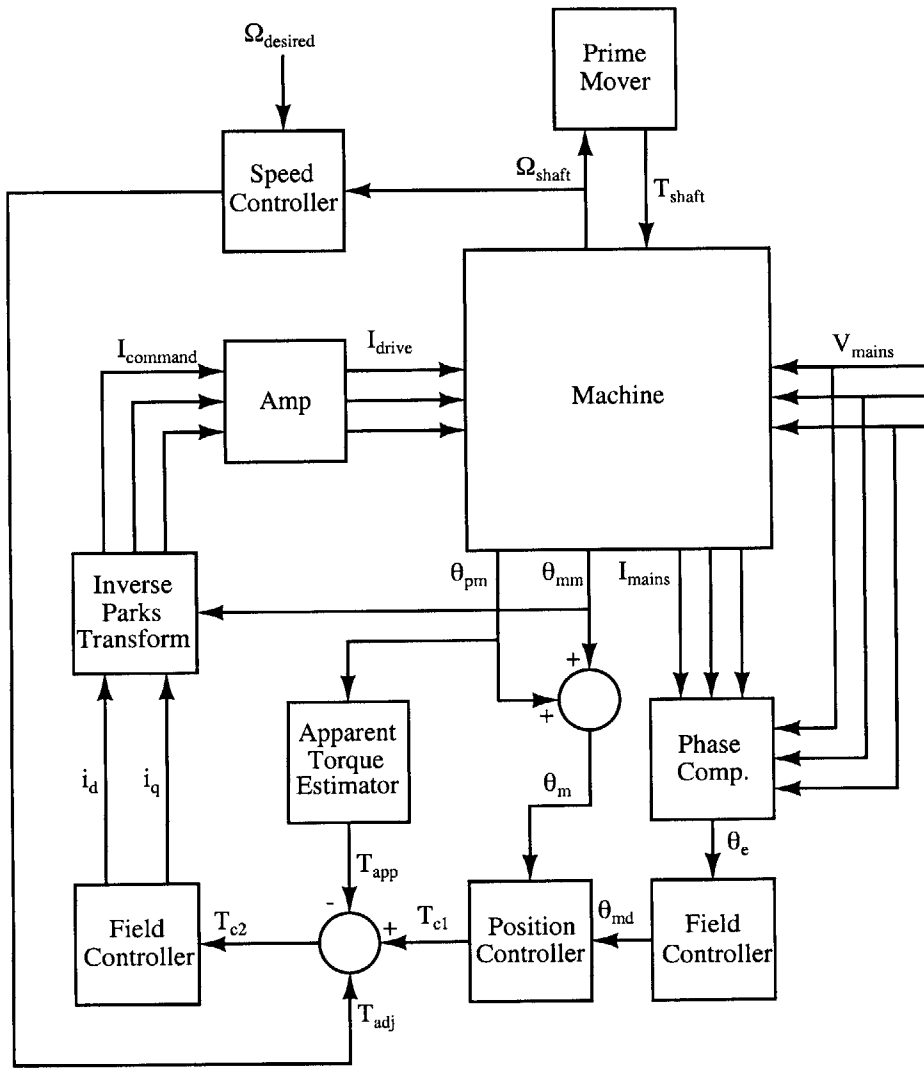 Ω_desired
Prime
Mover
Speed
Controller
Ω_shaft
T_shaft
I_command
I_drive
V_mains
Amp
Machine
θ_pm
θ_mm
I_mains
Inverse
Parks
Transform
+
+
Apparent
Torque
Estimator
Phase
Comp.
i_d
i_q
θ_m
θ_e
T_app
-
Field
Controller
T_c2
+
T_c1
Position
Controller
θ_md
Field
Controller
T_adj